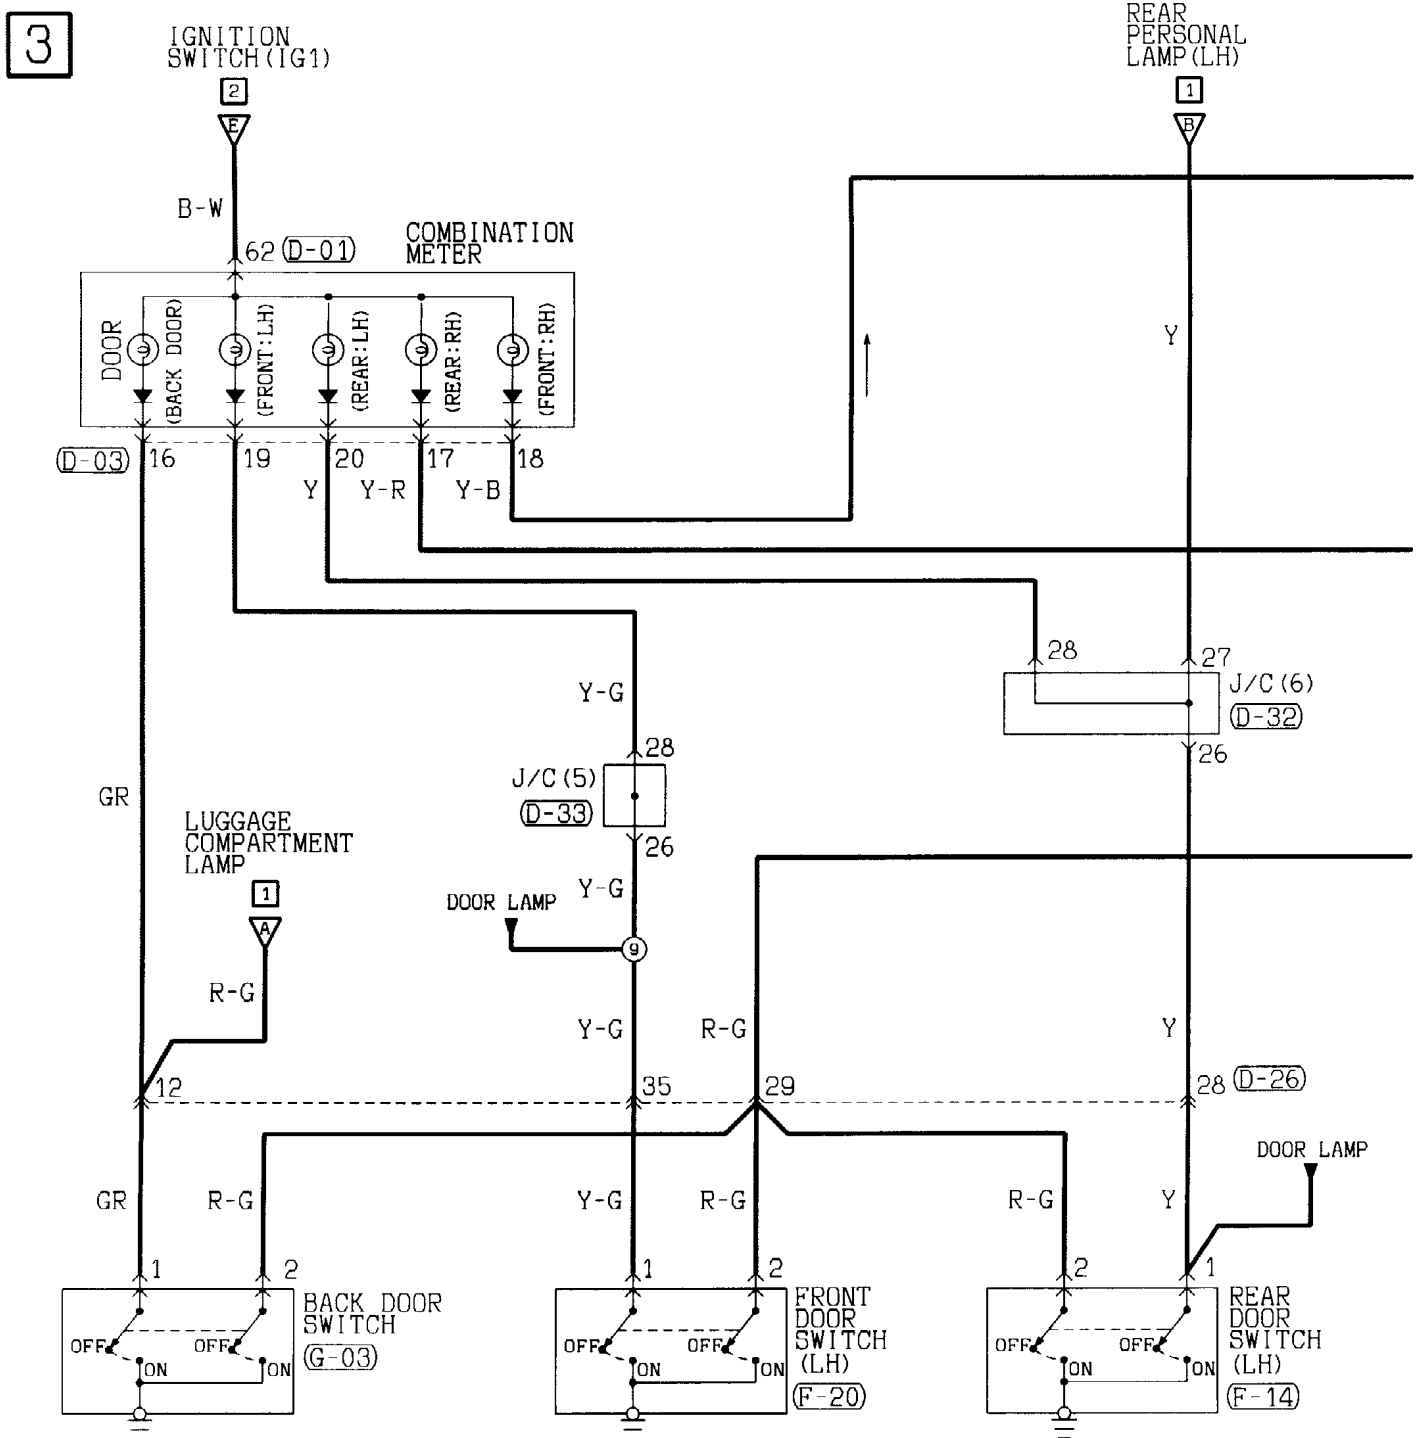 3
IGNITION
SWITCH(IG1)
2
E
REAR
PERSONAL
LAMP(LH)
1
B
B-W
62 (D-01)
COMBINATION
METER
DOOR
(BACK DOOR)
(FRONT:LH)
(REAR:LH)
(REAR:RH)
(FRONT:RH)
Y
(D-03) 16 19 20 17 18
Y Y-R Y-B
28 27
J/C(6)
(D-32)
26
Y-G
28
J/C(5)
(D-33)
26
GR
LUGGAGE
COMPARTMENT
LAMP
1
A
Y-G
DOOR LAMP
9
R-G
Y-G R-G Y
12 35 29 28 (D-26)
DOOR LAMP
GR R-G Y-G R-G R-G Y
1 2 1 2 2 1
BACK DOOR
SWITCH
(G-03)
OFF OFF
ON ON
FRONT
DOOR
SWITCH
(LH)
(F-20)
OFF OFF
ON ON
REAR
DOOR
SWITCH
(LH)
(F-14)
OFF OFF
ON ON